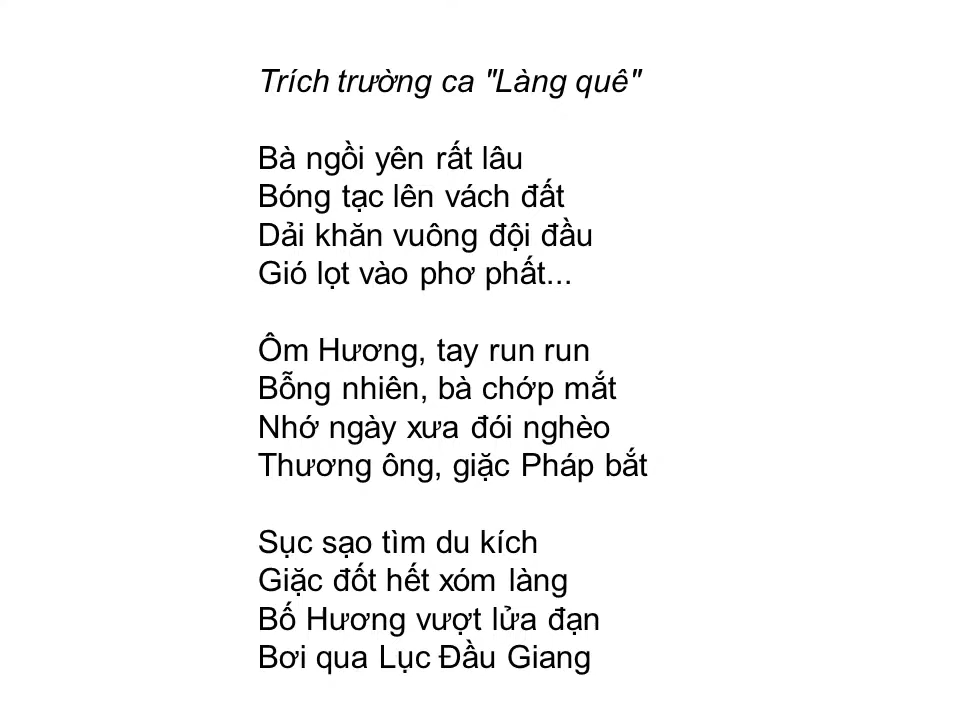 Trích trường ca "Làng quê"
Bà ngồi yên rất lâu
Bóng tạc lên vách đất
Dải khăn vuông đội đầu
Gió lọt vào phơ phất...
Ôm Hương, tay run run
Bỗng nhiên, bà chớp mắt
Nhớ ngày xưa đói nghèo
Thương ông, giặc Pháp bắt
Sục sạo tìm du kích
Giặc đốt hết xóm làng
Bố Hương vượt lửa đạn
Bơi qua Lục Đầu Giang